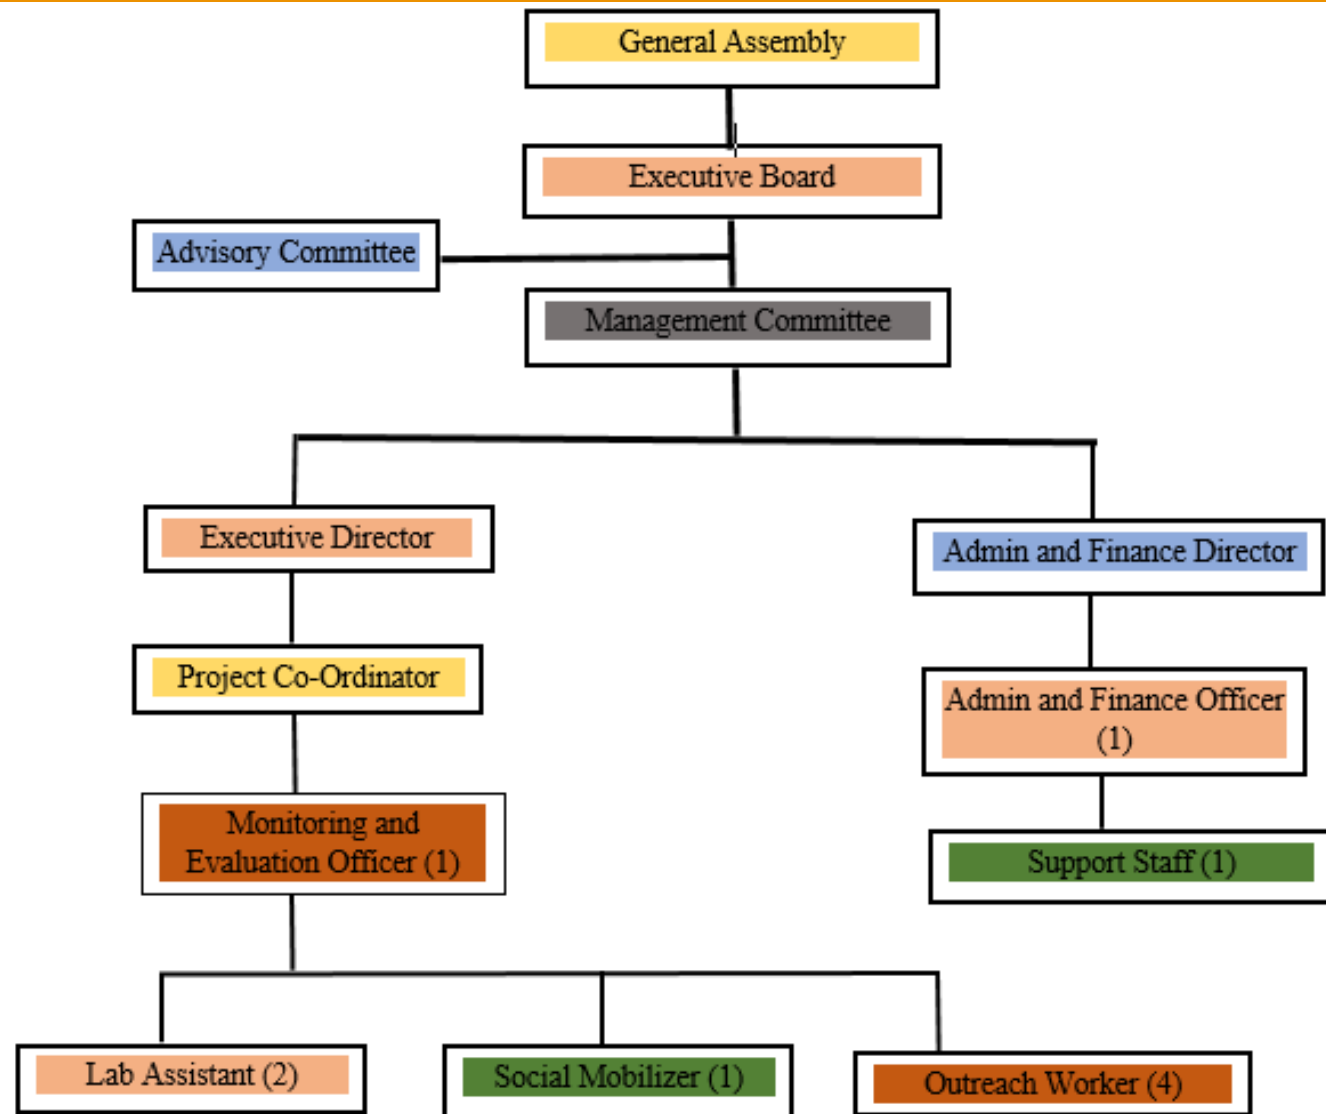 General Assembly
Executive Board
Advisory Committee
Management Committee
Executive Director
Admin and Finance Director
Project Co-Ordinator
Admin and Finance Officer
(1)
Monitoring and
Evaluation Officer (1)
Support Staff (1)
Lab Assistant (2)
Social Mobilizer (1)
Outreach Worker (4)